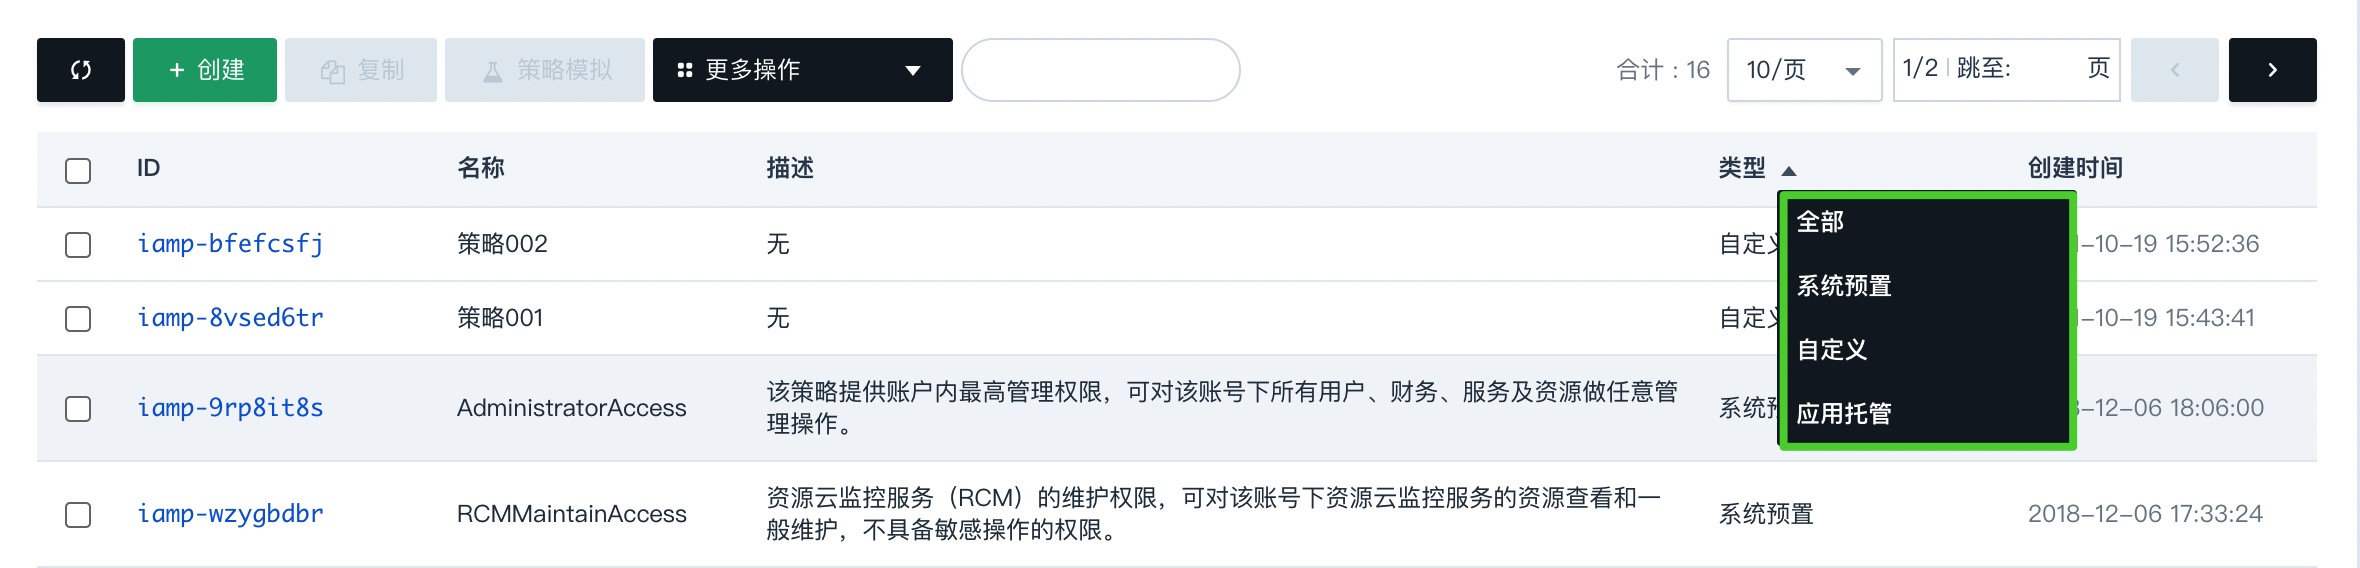 + 创建 复制 策略模拟 更多操作 合计：16 10/页 1/2 跳至: 页
ID 名称 描述 类型 创建时间
全部
iamp-bfefcsfj 策略002 无 自定 -10-19 15:52:36
系统预置
iamp-8vsed6tr 策略001 无 自定 -10-19 15:43:41
自定义
iamp-9rp8it8s AdministratorAccess 该策略提供账户内最高管理权限，可对该账号下所有用户、财务、服务及资源做任意管
理操作。 系统 -12-06 18:06:00
应用托管
iamp-wzygbdbr RCMMaintainAccess 资源云监控服务（RCM）的维护权限，可对该账号下资源云监控服务的资源查看和一
般维护，不具备敏感操作的权限。 系统预置 2018-12-06 17:33:24